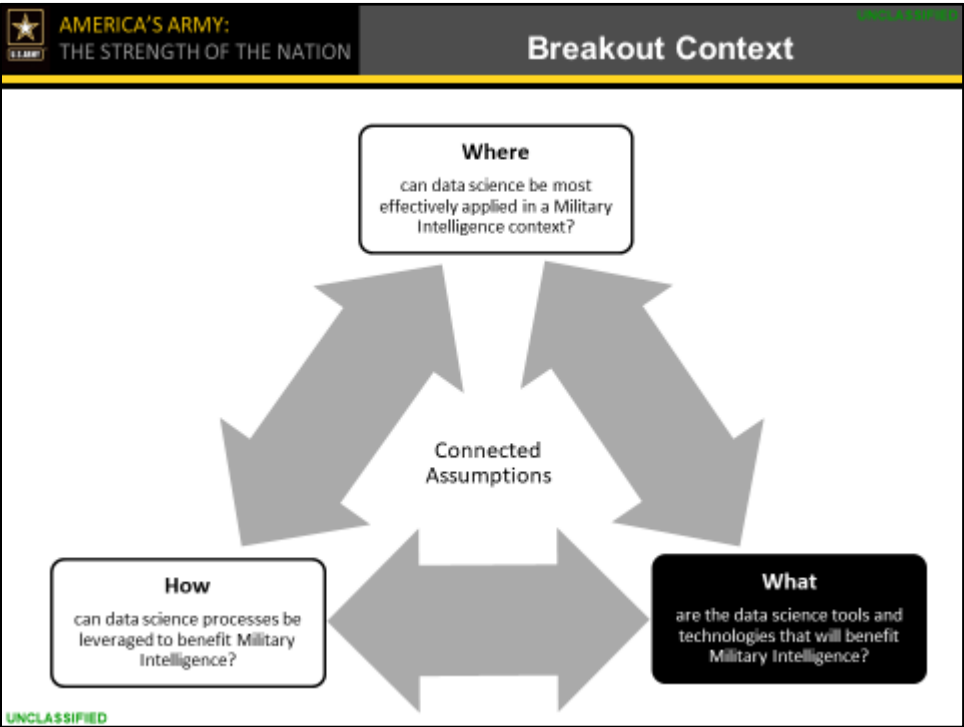 UNCLASSIFIED
AMERICA'S ARMY:
THE STRENGTH OF THE NATION
U.S.ARMY
Breakout Context
Where
can data science be most
effectively applied in a Military
Intelligence context?
Connected
Assumptions
How
can data science processes be
leveraged to benefit Military
Intelligence?
What
are the data science tools and
technologies that will benefit
Military Intelligence?
UNCLASSIFIED